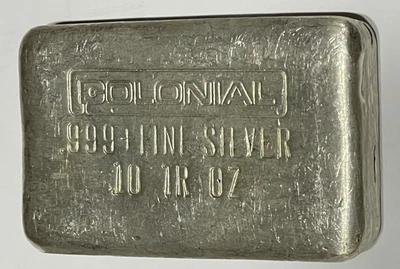 COLONIAL
999+ FINE SILVER
10 TR OZ